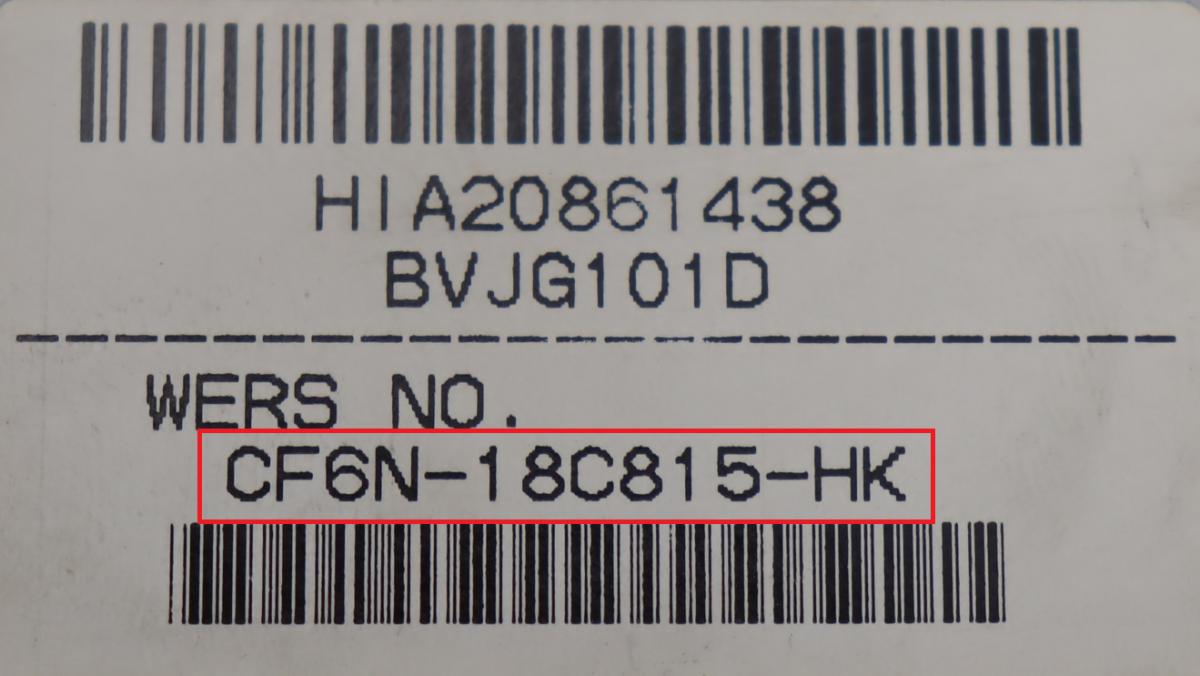 HIA20861438
BVJG101D
WERS NO.
CF6N-18C815-HK